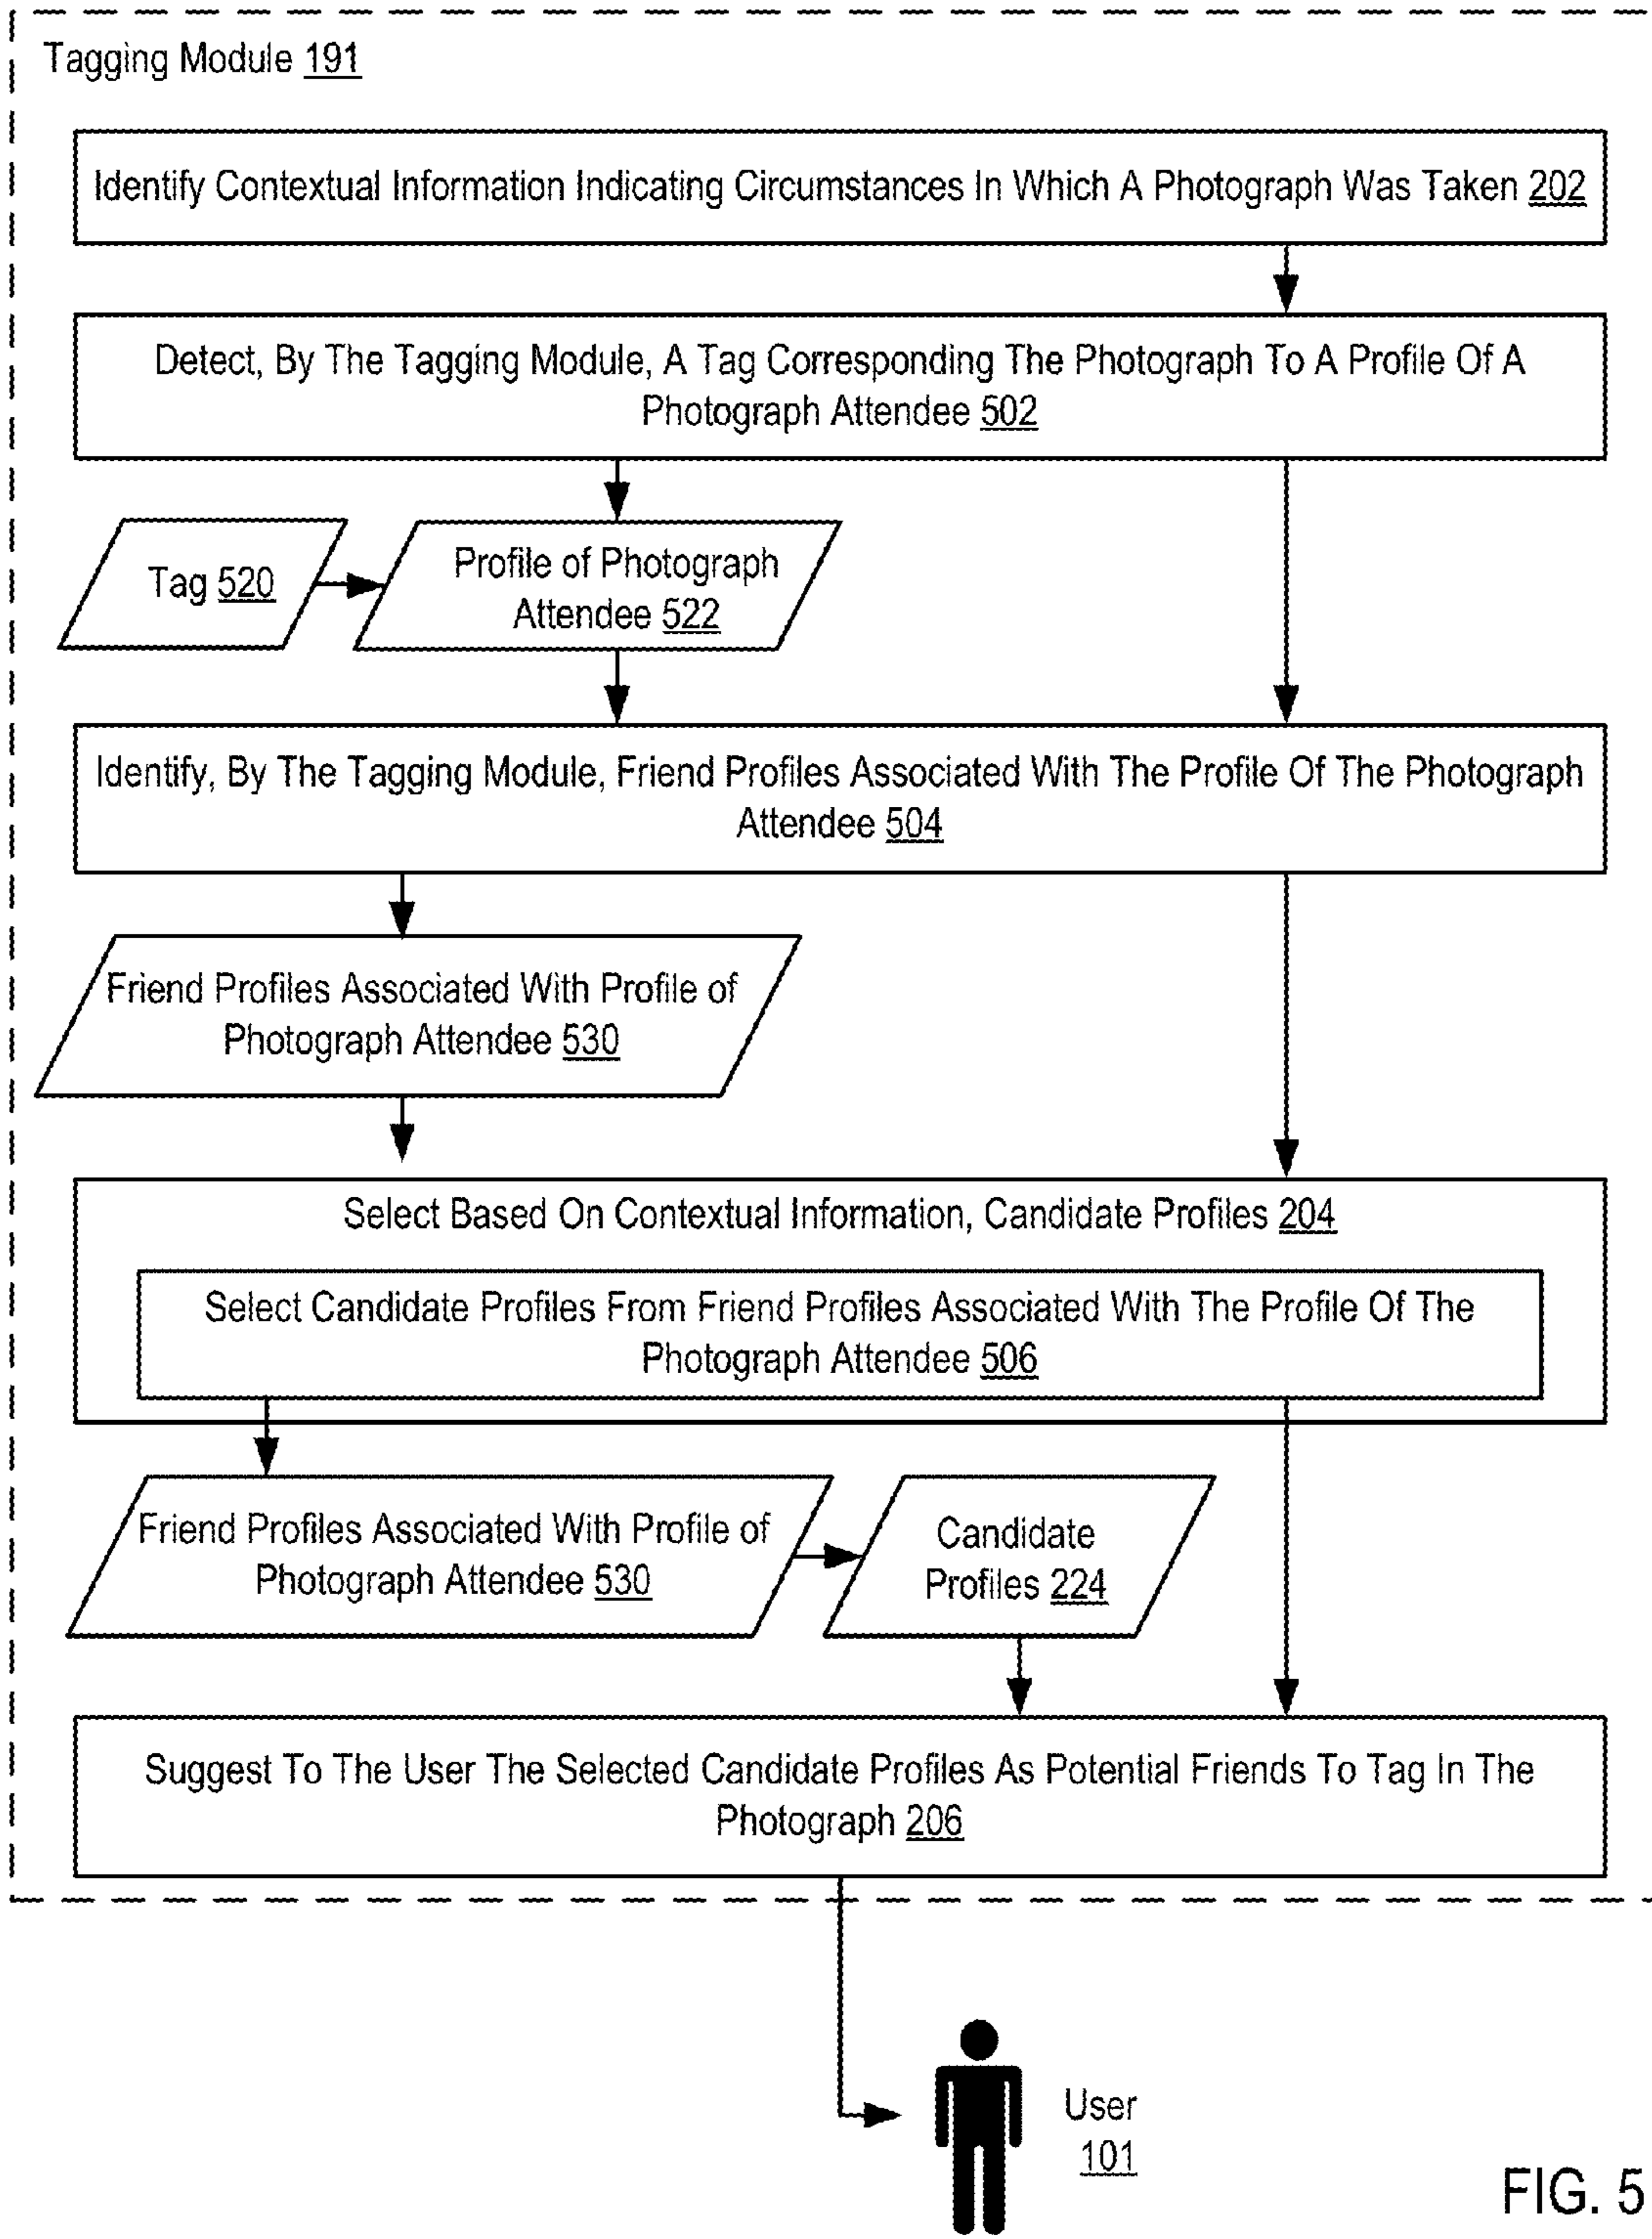 Tagging Module 191
Identify Contextual Information Indicating Circumstances In Which A Photograph Was Taken 202
Detect, By The Tagging Module, A Tag Corresponding The Photograph To A Profile Of A
Photograph Attendee 502
Tag 520
Profile of Photograph
Attendee 522
Identify, By The Tagging Module, Friend Profiles Associated With The Profile Of The Photograph
Attendee 504
Friend Profiles Associated With Profile of
Photograph Attendee 530
Select Based On Contextual Information, Candidate Profiles 204
Select Candidate Profiles From Friend Profiles Associated With The Profile Of The
Photograph Attendee 506
Friend Profiles Associated With Profile of
Photograph Attendee 530
Candidate
Profiles 224
Suggest To The User The Selected Candidate Profiles As Potential Friends To Tag In The
Photograph 206
User
101
FIG. 5